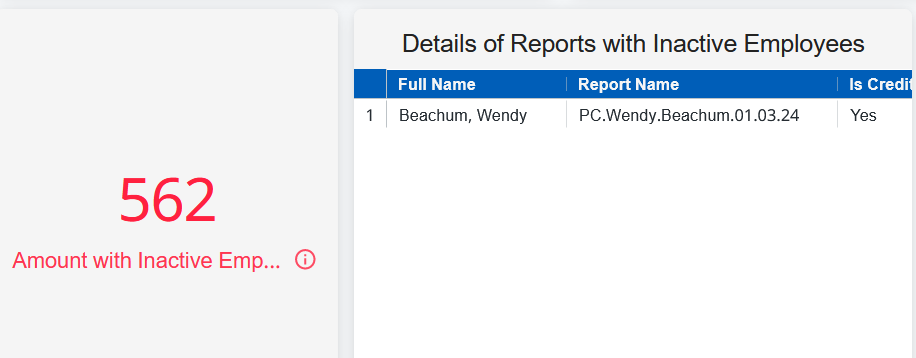 562
Amount with Inactive Emp...
Details of Reports with Inactive Employees
Full Name Report Name Is Credit
1 Beachum, Wendy PC.Wendy.Beachum.01.03.24 Yes